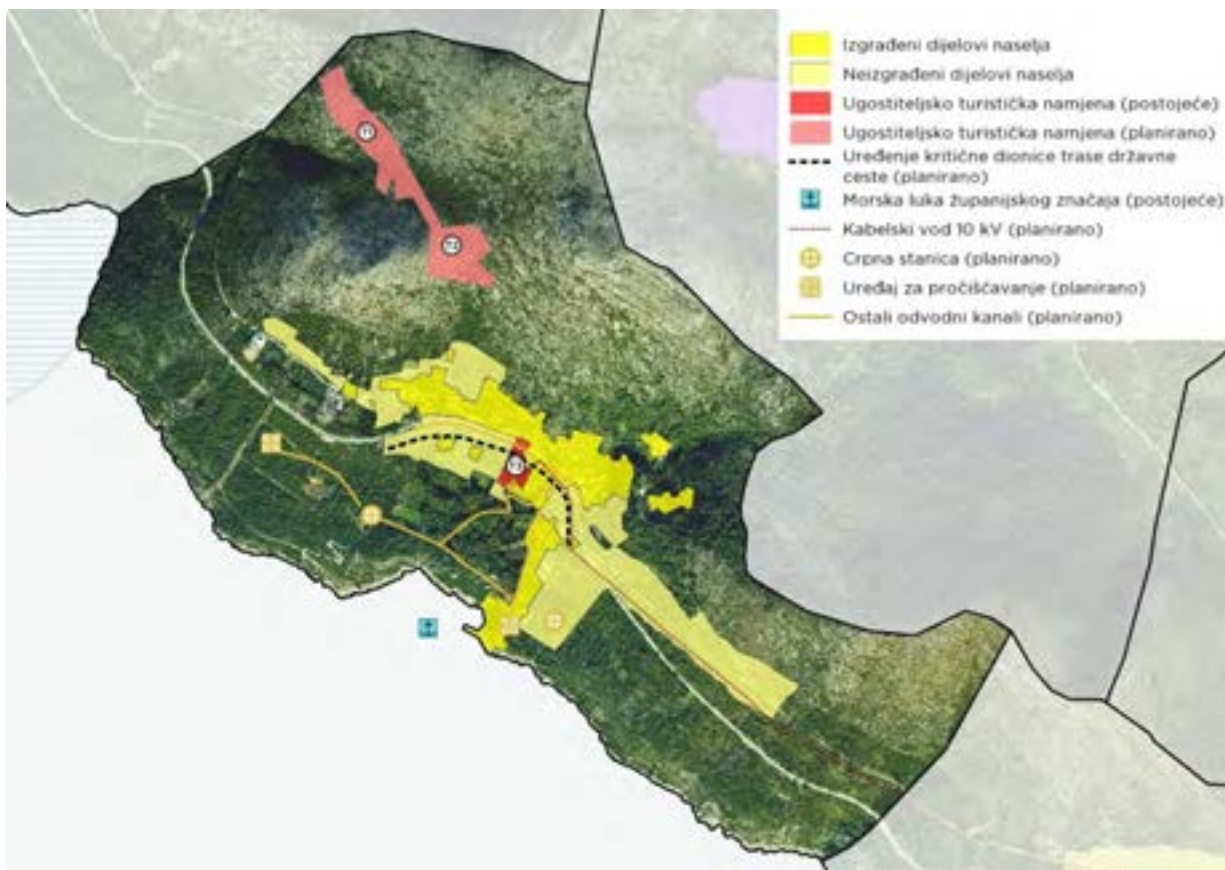 Izgrađeni dijelovi naselja
Neizgrađeni dijelovi naselja
Ugostiteljsko turistička namjena (postojeće)
Ugostiteljsko turistička namjena (planirano)
Uređenje kritične dionice trase državne
ceste (planirano)
Morska luka županijskog značaja (postojeće)
Kabelski vod 10 kV (planirano)
Crpna stanica (planirano)
Uređaj za pročišćavanje (planirano)
Ostali odvodni kanali (planirano)